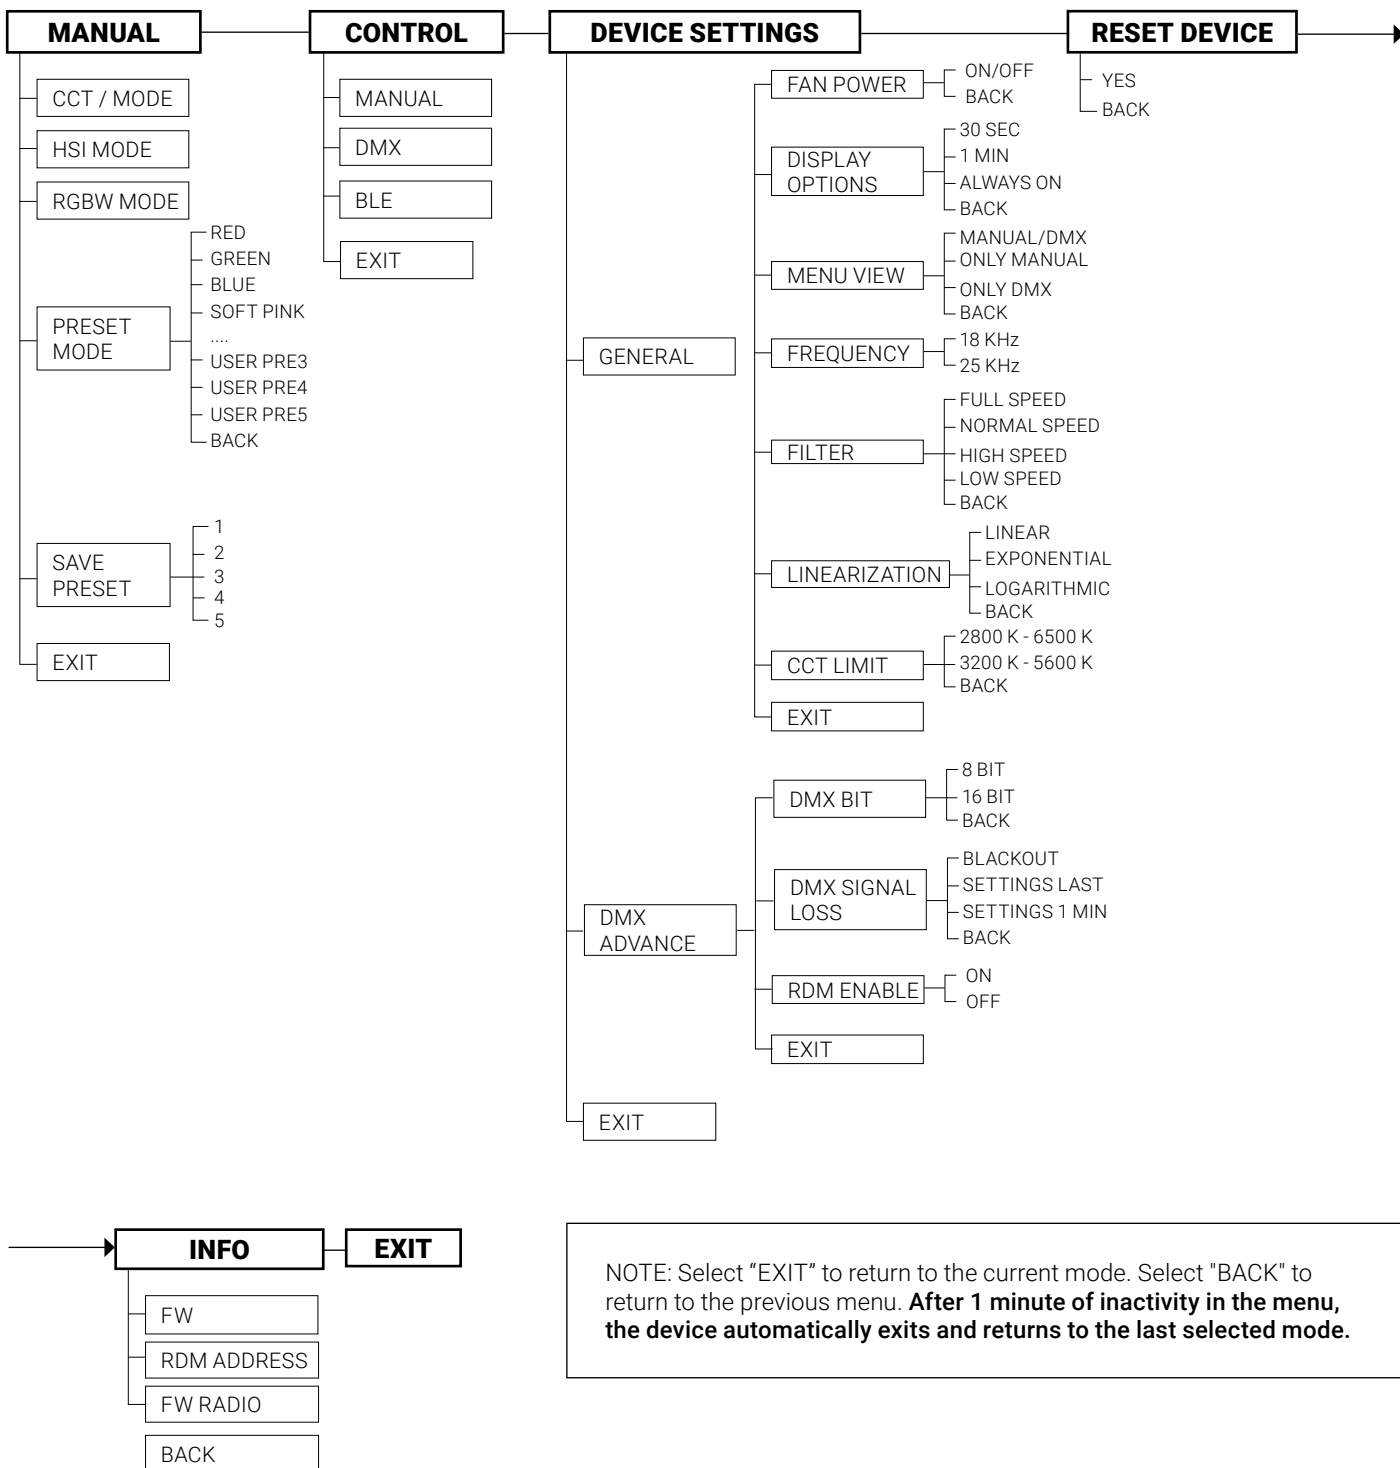 MANUAL
CCT / MODE
HSI MODE
RGBW MODE
PRESET
MODE
RED
GREEN
BLUE
SOFT PINK
....
USER PRE3
USER PRE4
USER PRE5
BACK
SAVE
PRESET
1
2
3
4
5
EXIT
CONTROL
MANUAL
DMX
BLE
EXIT
DEVICE SETTINGS
GENERAL
FAN POWER
ON/OFF
BACK
DISPLAY
OPTIONS
30 SEC
1 MIN
ALWAYS ON
BACK
MENU VIEW
MANUAL/DMX
ONLY MANUAL
ONLY DMX
BACK
FREQUENCY
18 KHz
25 KHz
FILTER
FULL SPEED
NORMAL SPEED
HIGH SPEED
LOW SPEED
BACK
LINEARIZATION
LINEAR
EXPONENTIAL
LOGARITHMIC
BACK
CCT LIMIT
2800 K - 6500 K
3200 K - 5600 K
BACK
EXIT
DMX
ADVANCE
DMX BIT
8 BIT
16 BIT
BACK
DMX SIGNAL
LOSS
BLACKOUT
SETTINGS LAST
SETTINGS 1 MIN
BACK
RDM ENABLE
ON
OFF
EXIT
EXIT
RESET DEVICE
YES
BACK
INFO
FW
RDM ADDRESS
FW RADIO
BACK
EXIT
NOTE: Select “EXIT” to return to the current mode. Select "BACK" to
return to the previous menu. After 1 minute of inactivity in the menu,
the device automatically exits and returns to the last selected mode.